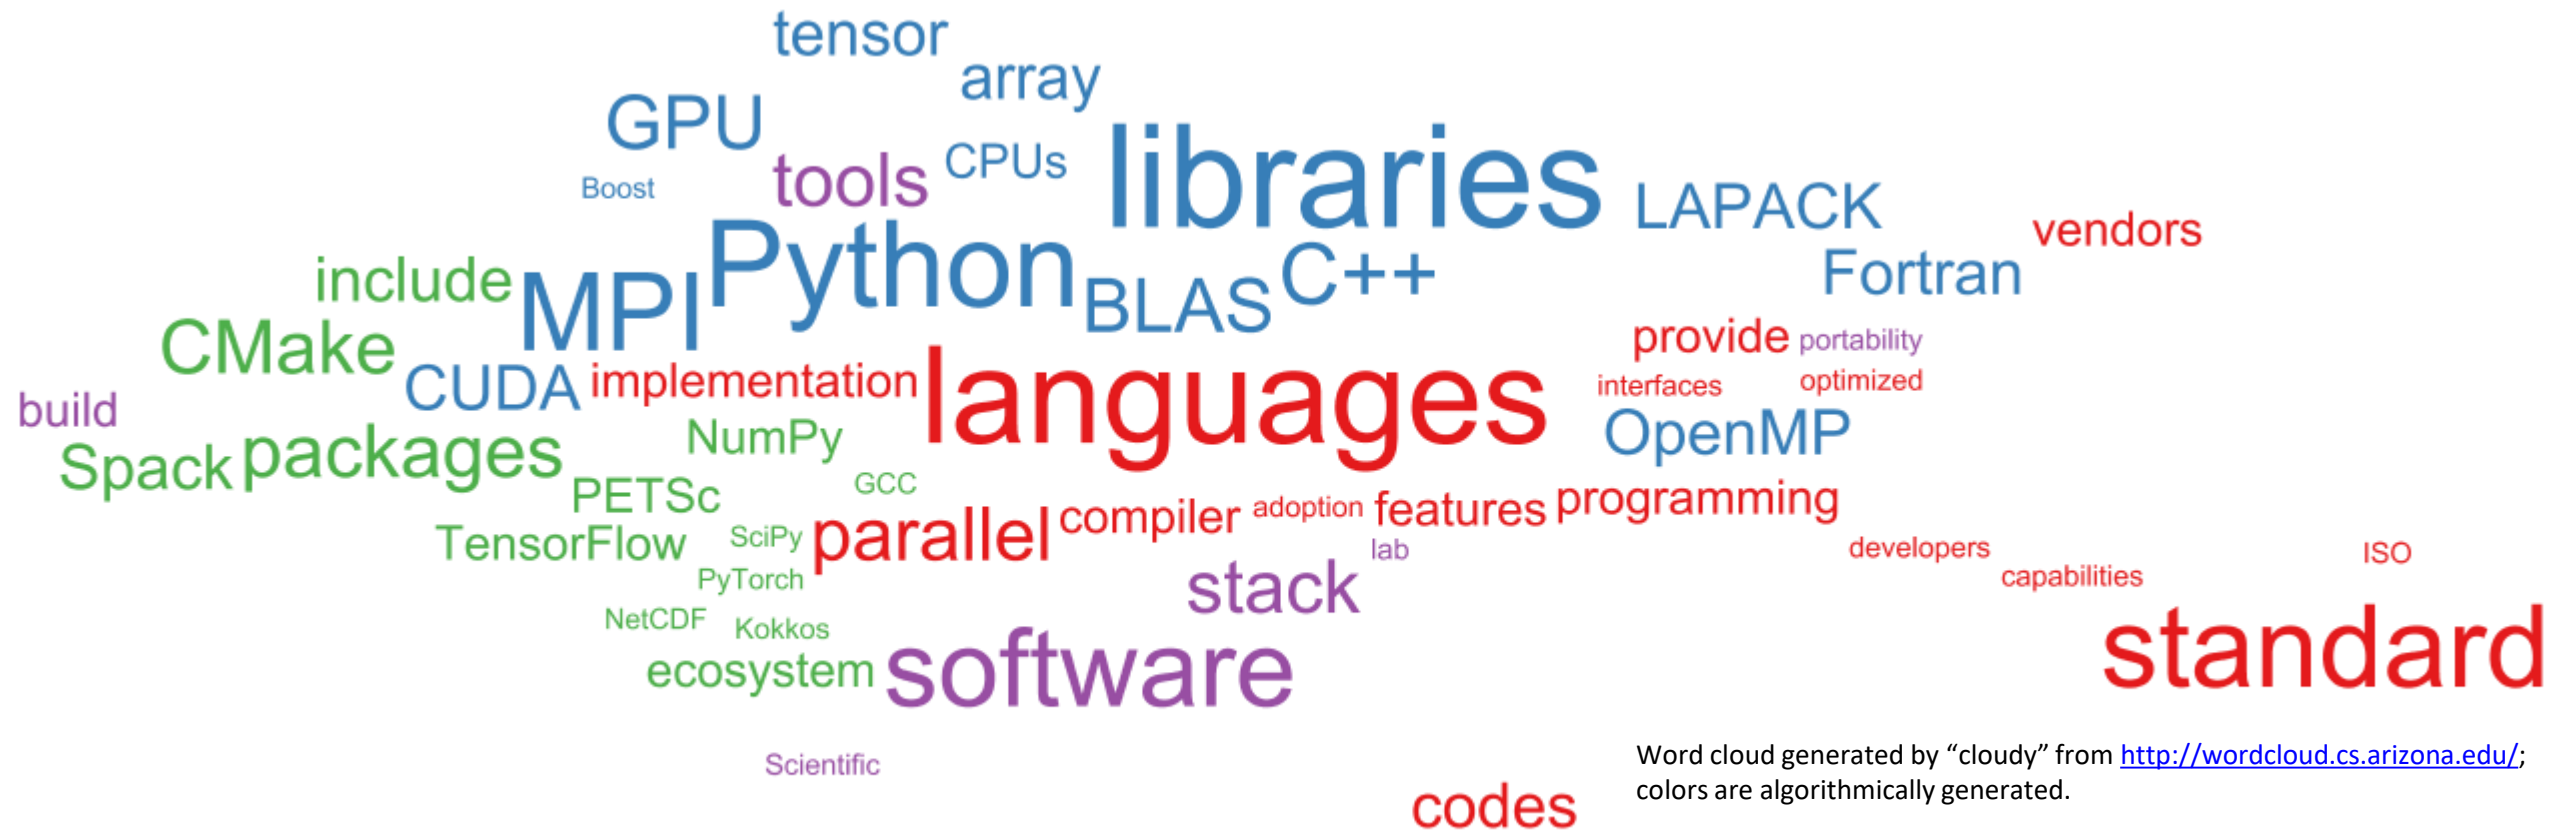 tensor
array
GPU
tools
CPUs
libraries
Boost
LAPACK
vendors
include
MPI
Python
BLAS
C++
Fortran
CMake
provide
portability
CUDA
implementation
languages
interfaces
optimized
build
OpenMP
Spack
packages
NumPy
GCC
PETSc
parallel
compiler
adoption
features
programming
TensorFlow
SciPy
lab
developers
ISO
PyTorch
stack
capabilities
NetCDF
Kokkos
ecosystem
software
standard
Scientific
codes
Word cloud generated by “cloudy” from http://wordcloud.cs.arizona.edu/;
colors are algorithmically generated.